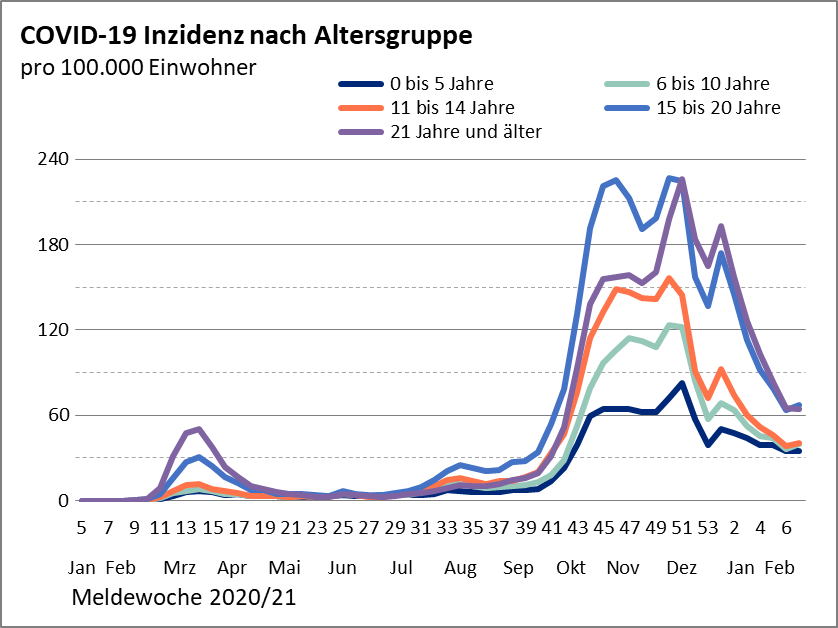 COVID-19 Inzidenz nach Altersgruppe
pro 100.000 Einwohner
0 bis 5 Jahre
6 bis 10 Jahre
11 bis 14 Jahre
15 bis 20 Jahre
21 Jahre und älter
240
180
120
60
0
5 7 9 11 13 15 17 19 21 23 25 27 29 31 33 35 37 39 41 43 45 47 49 51 53 2 4 6
Jan Feb Mrz Apr Mai Jun Jul Aug Sep Okt Nov Dez Jan Feb
Meldewoche 2020/21